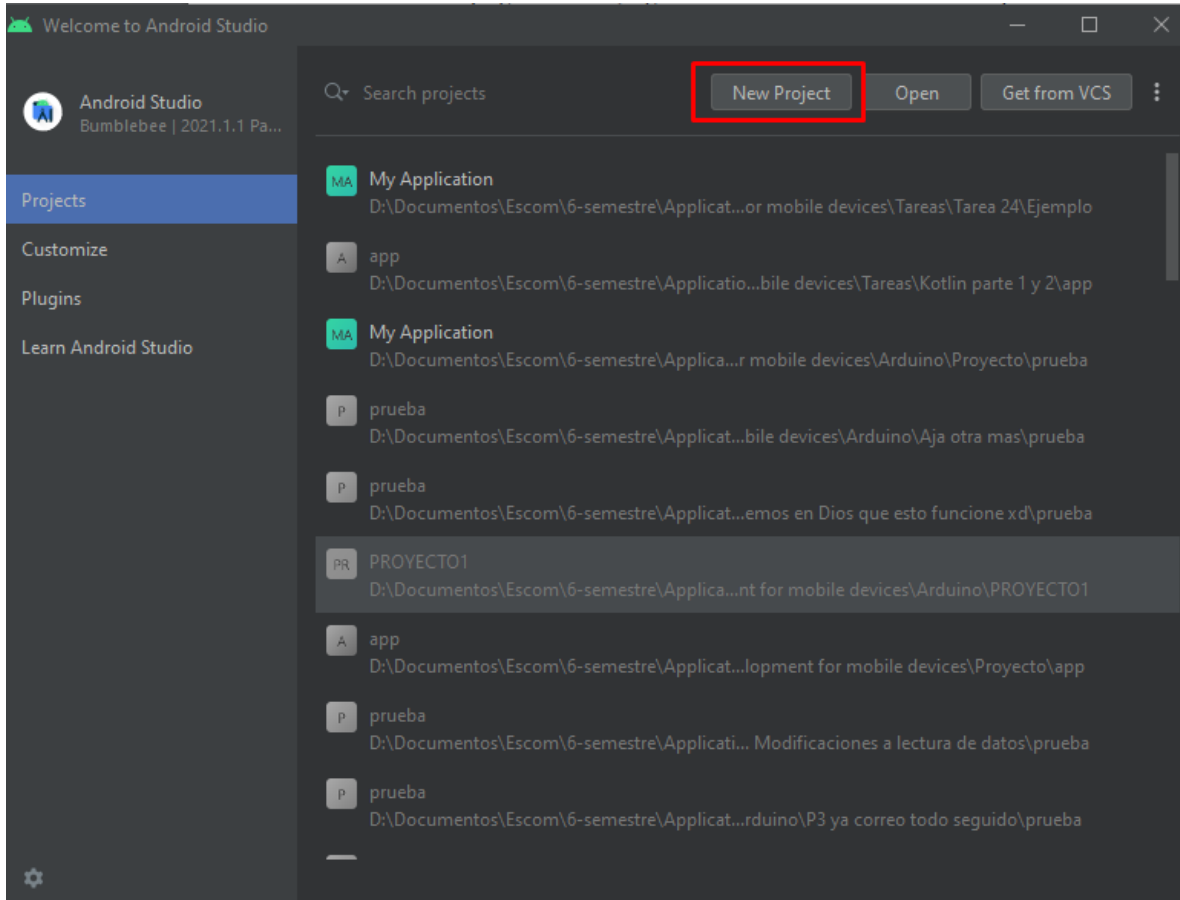 Welcome to Android Studio
Android Studio
Bumblebee | 2021.1.1 Pa...
Projects
Customize
Plugins
Learn Android Studio
Search projects
New Project
Open
Get from VCS
MA My Application
D:\Documentos\Escom\6-semestre\Applicat...or mobile devices\Tareas\Tarea 24\Ejemplo
A app
D:\Documentos\Escom\6-semestre\Applicatio...bile devices\Tareas\Kotlin parte 1 y 2\app
MA My Application
D:\Documentos\Escom\6-semestre\Applica...r mobile devices\Arduino\Proyecto\prueba
P prueba
D:\Documentos\Escom\6-semestre\Applicat...bile devices\Arduino\Aja otra mas\prueba
P prueba
D:\Documentos\Escom\6-semestre\Applicat...emos en Dios que esto funcione xd\prueba
PR PROYECTO1
D:\Documentos\Escom\6-semestre\Applica...nt for mobile devices\Arduino\PROYECTO1
A app
D:\Documentos\Escom\6-semestre\Applicat...lopment for mobile devices\Proyecto\app
P prueba
D:\Documentos\Escom\6-semestre\Applicati... Modificaciones a lectura de datos\prueba
P prueba
D:\Documentos\Escom\6-semestre\Applicat...rduino\P3 ya correo todo seguido\prueba